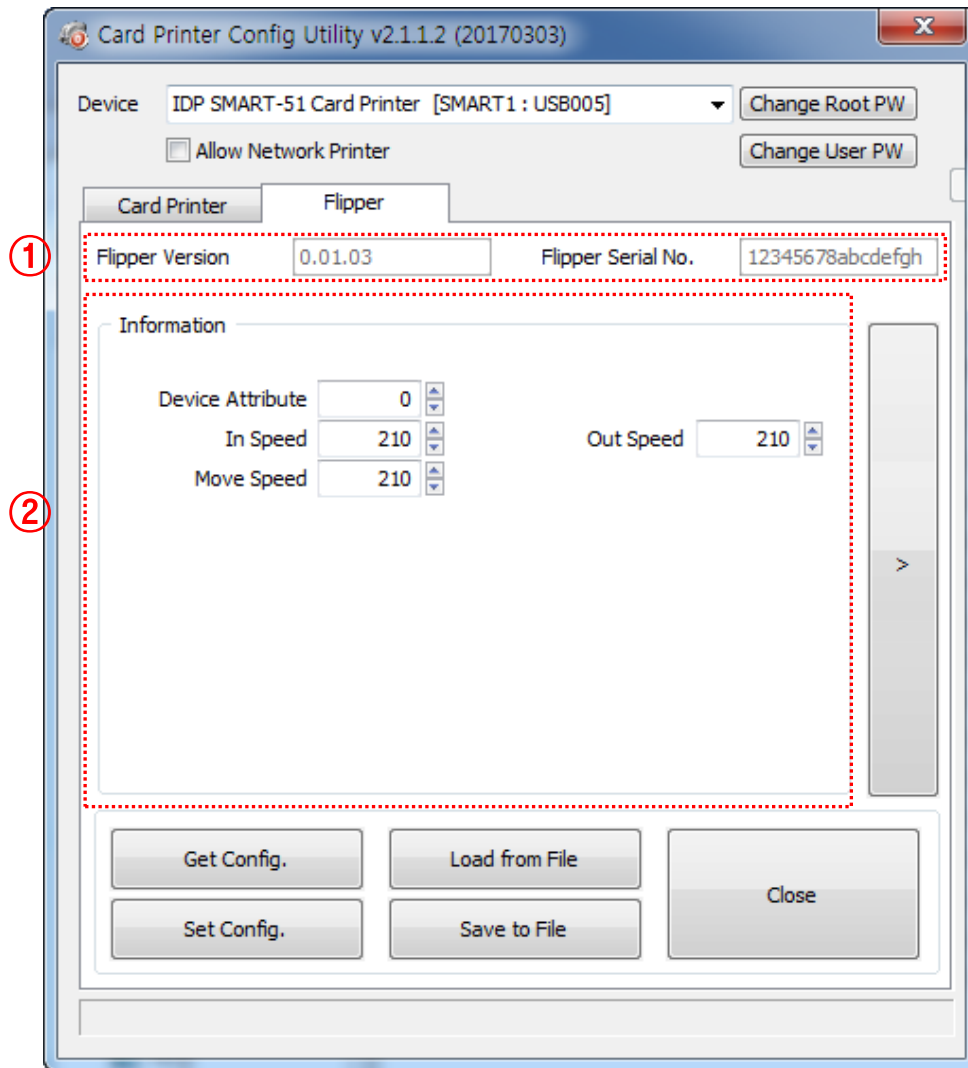 Card Printer Config Utility v2.1.1.2 (20170303)
X
Device IDP SMART-51 Card Printer [SMART1 : USB005] Change Root PW
Allow Network Printer Change User PW
Card Printer Flipper
① Flipper Version 0.01.03 Flipper Serial No. 12345678abcdefgh
Information
Device Attribute 0
In Speed 210 Out Speed 210
Move Speed 210
②
>
Get Config. Load from File
Close
Set Config. Save to File